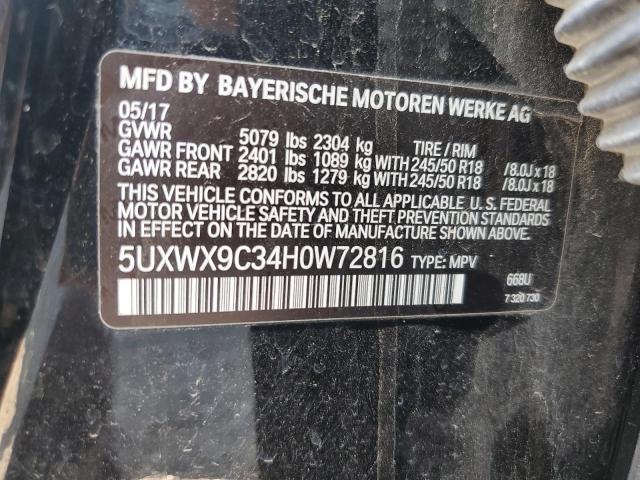 MFD BY BAYERISCHE MOTOREN WERKE AG
05/17
GVWR 5079 lbs 2304 kg TIRE / RIM
GAWR FRONT 2401 lbs 1089 kg WITH 245/50 R18 /8.0J x 18
GAWR REAR 2820 lbs 1279 kg WITH 245/50 R18 /8.0J x 18
THIS VEHICLE CONFORMS TO ALL APPLICABLE U. S. FEDERAL
MOTOR VEHICLE SAFETY AND THEFT PREVENTION STANDARDS
IN EFFECT ON THE DATE OF MANUFACTURE SHOWN ABOVE.
5UXWX9C34H0W72816 TYPE: MPV
668U
7 320 730